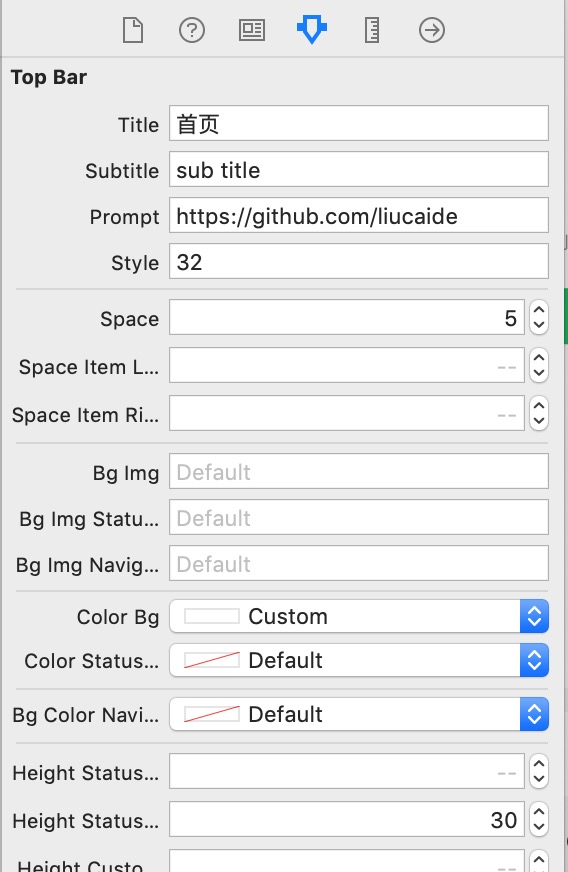 Top Bar
Title 首页
Subtitle sub title
Prompt https://github.com/liucaide
Style 32
Space 5
Space Item L... --
Space Item Ri... --
Bg Img Default
Bg Img Statu... Default
Bg Img Navig... Default
Color Bg Custom
Color Status... Default
Bg Color Navi... Default
Height Status... --
Height Status... 30
Height Custo... --